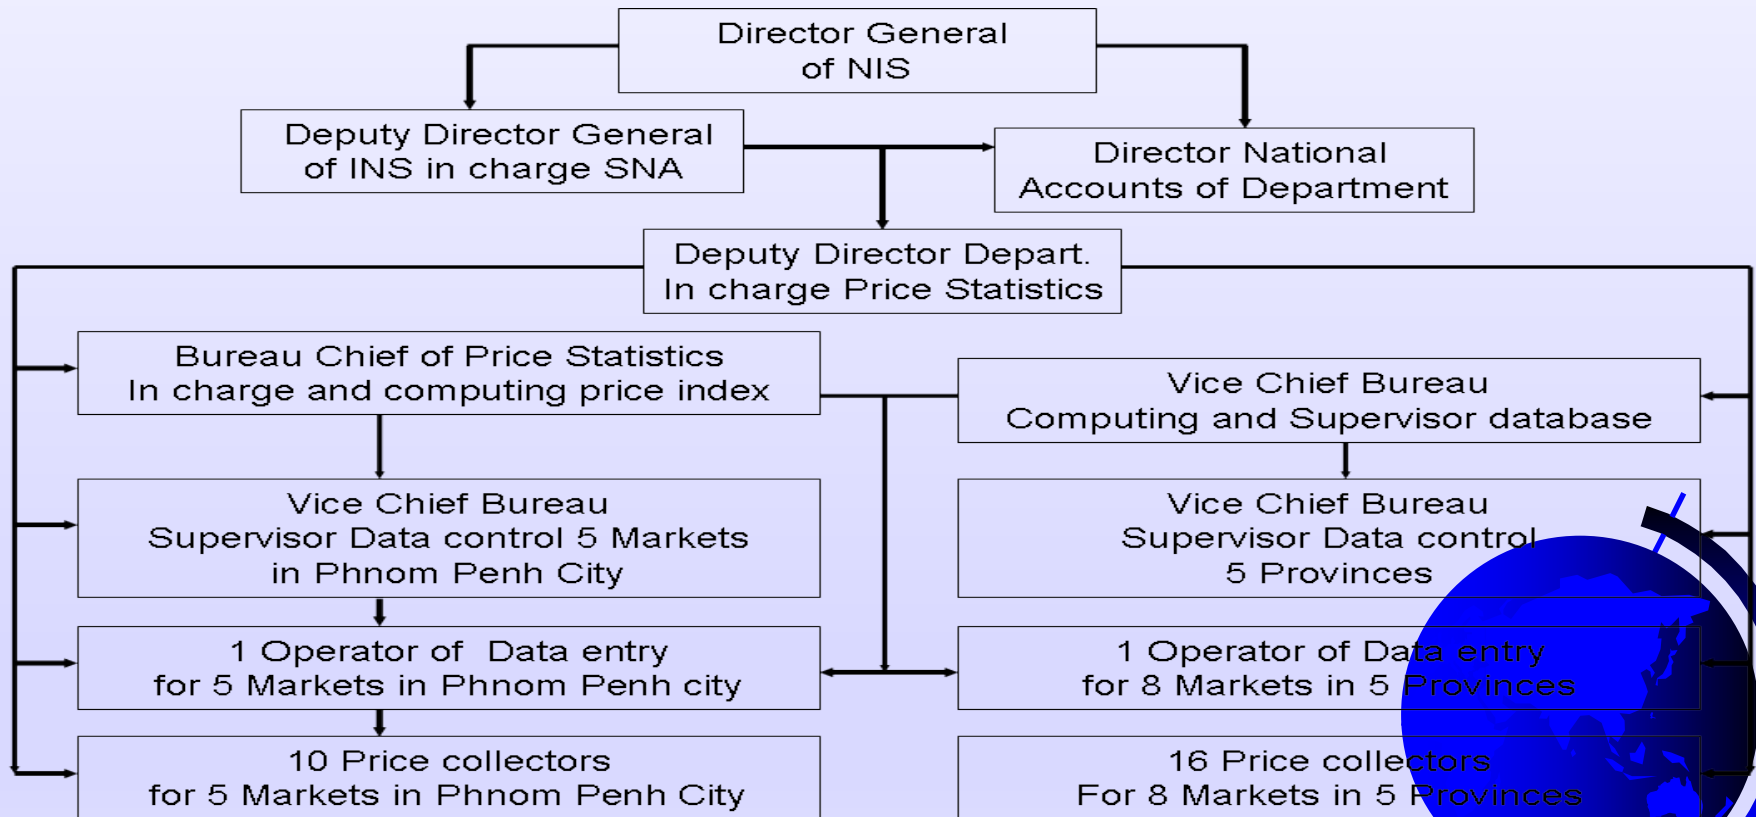 Director General
of NIS
Deputy Director General
of INS in charge SNA
Director National
Accounts of Department
Deputy Director Depart.
In charge Price Statistics
Bureau Chief of Price Statistics
In charge and computing price index
Vice Chief Bureau
Computing and Supervisor database
Vice Chief Bureau
Supervisor Data control 5 Markets
in Phnom Penh City
Vice Chief Bureau
Supervisor Data control
5 Provinces
1 Operator of Data entry
for 5 Markets in Phnom Penh city
1 Operator of Data entry
for 8 Markets in 5 Provinces
10 Price collectors
for 5 Markets in Phnom Penh City
16 Price collectors
For 8 Markets in 5 Provinces